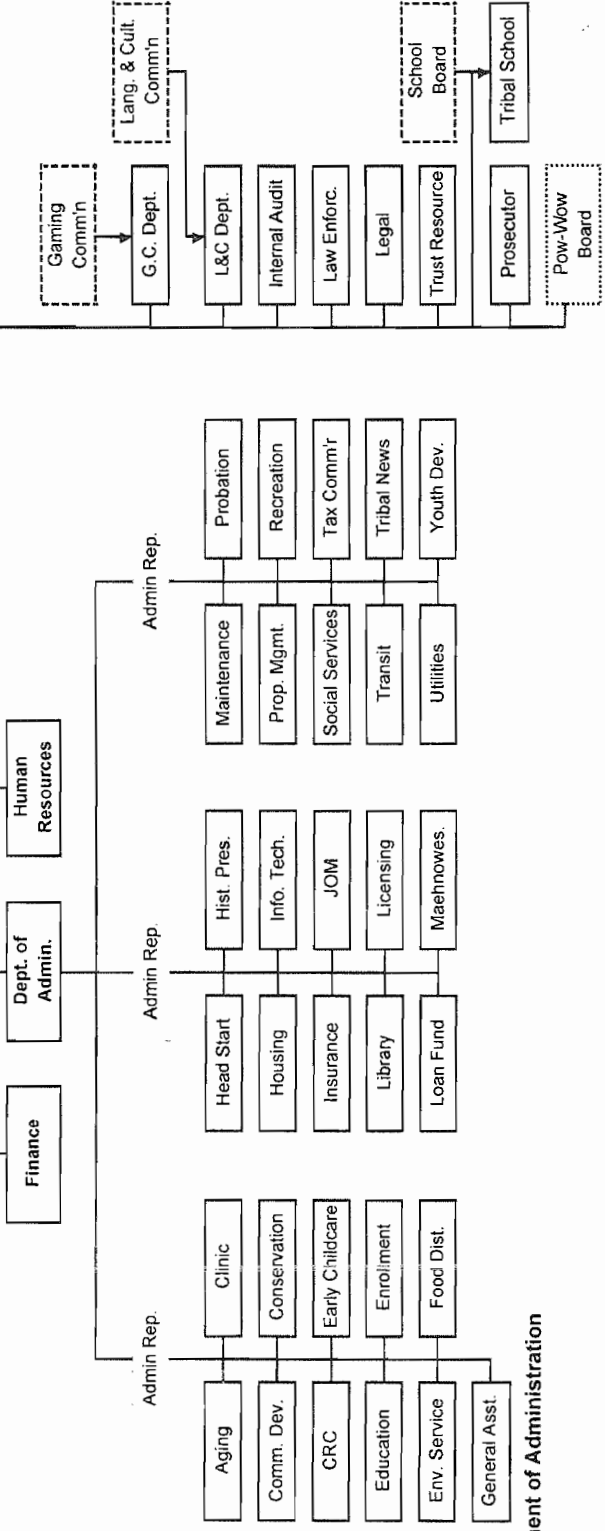 Finance
Dept. of
Admin.
Human
Resources
Admin Rep.
Aging
Clinic
Comm. Dev.
Conservation
CRC
Early Childcare
Education
Enrollment
Env. Service
Food Dist.
General Asst.
Admin Rep.
Head Start
Hist. Pres.
Housing
Info. Tech.
Insurance
JOM
Library
Licensing
Loan Fund
Maehnowes.
Admin Rep.
Maintenance
Probation
Prop. Mgmt.
Recreation
Social Services
Tax Comm'r
Transit
Tribal News
Utilities
Youth Dev.
Gaming
Comm'n
G.C. Dept.
Lang. & Cult.
Comm'n
L&C Dept.
Internal Audit
Law Enforc.
Legal
Trust Resource
School
Board
Tribal School
Prosecutor
Pow-Wow
Board
ent of Administration